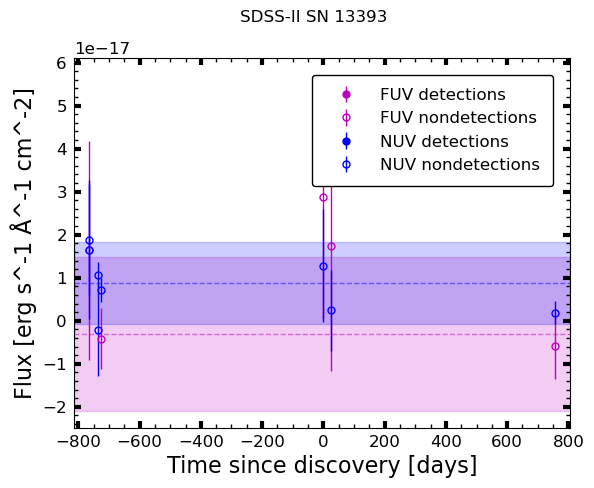 SDSS-II SN 13393
1e−17
6
5
4
3
2
1
0
−1
−2
Flux [erg s^-1 Å^-1 cm^-2]
FUV detections
FUV nondetections
NUV detections
NUV nondetections
−800 −600 −400 −200 0 200 400 600 800
Time since discovery [days]